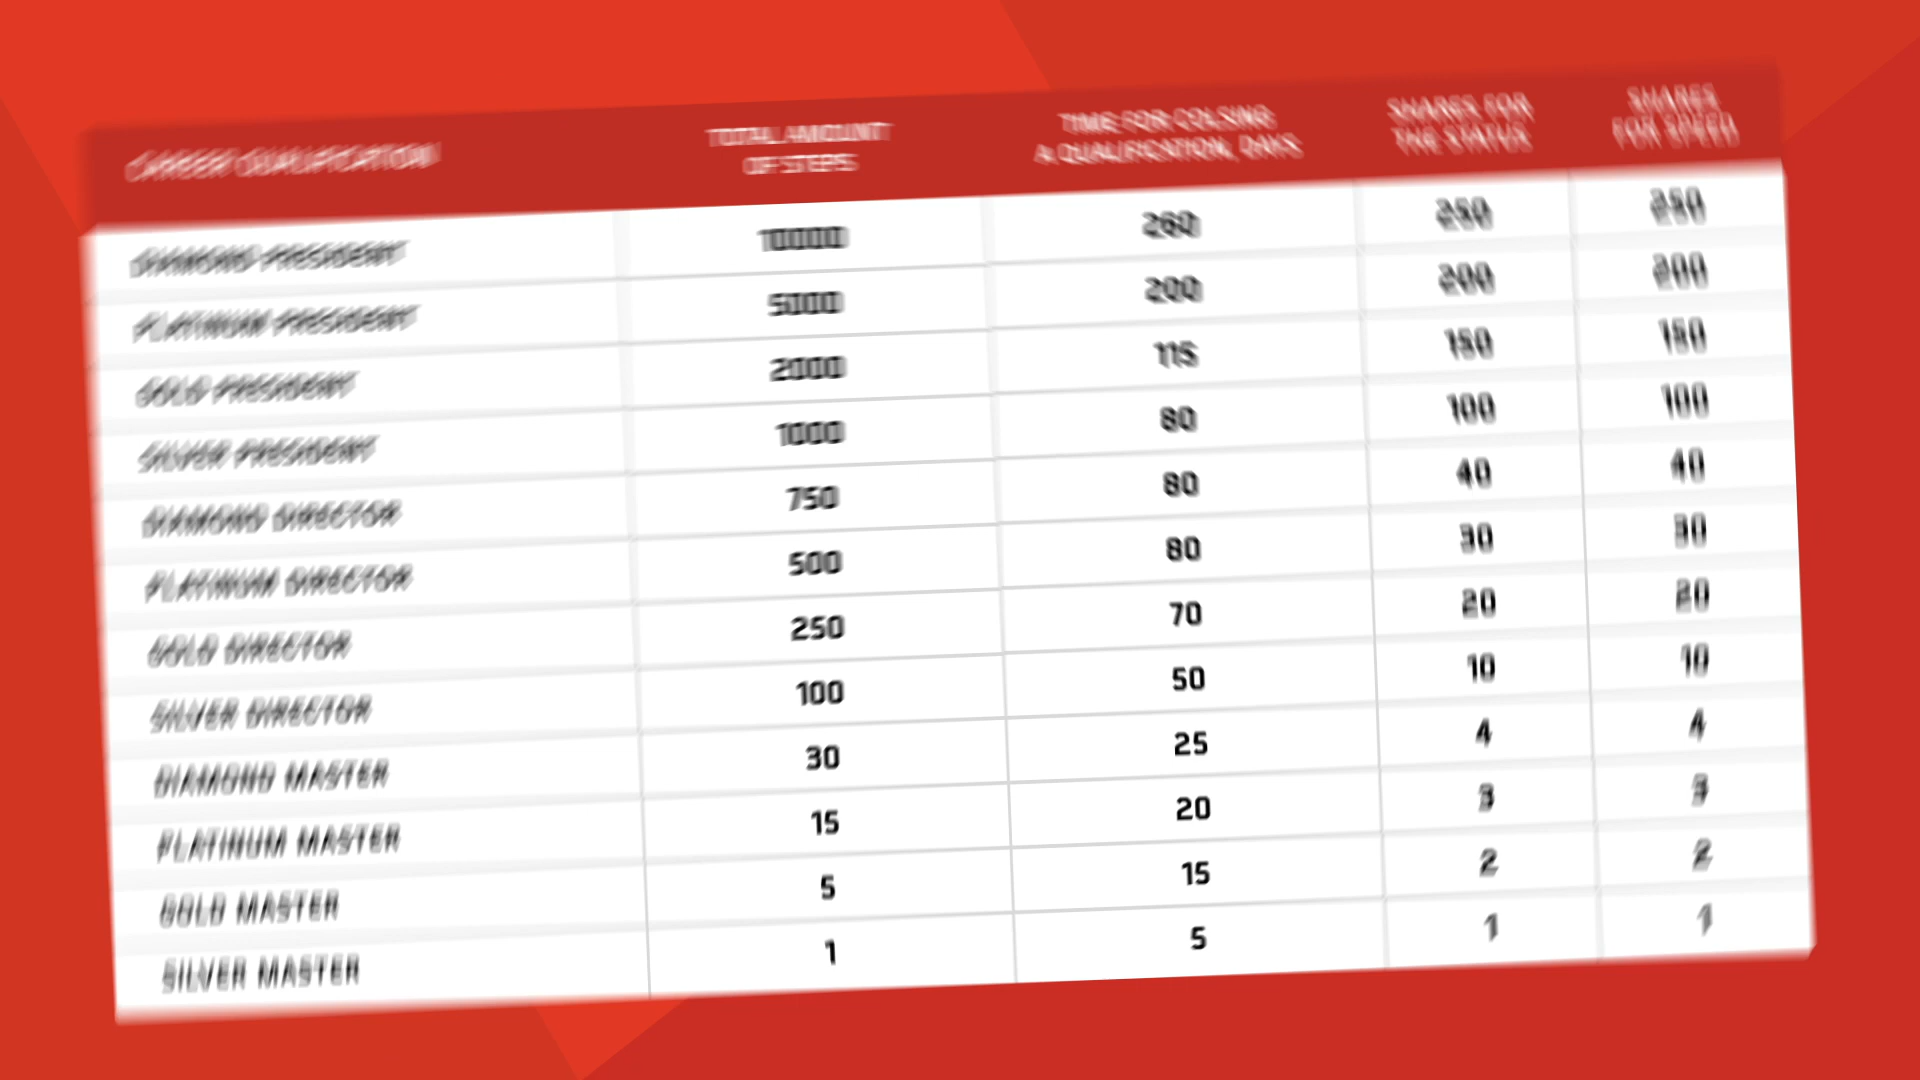 CAREER QUALIFICATION
TOTAL AMOUNT
OF STEPS
TIME FOR COLSING
A QUALIFICATION, DAYS
SHARES FOR
THE STATUS
SHARES
FOR SPEED
DIAMOND PRESIDENT 10000 260 250 250
PLATINUM PRESIDENT 5000 200 200 200
GOLD PRESIDENT 2000 115 150 150
SILVER PRESIDENT 1000 80 100 100
DIAMOND DIRECTOR 750 80 40 40
PLATINUM DIRECTOR 500 80 30 30
GOLD DIRECTOR 250 70 20 20
SILVER DIRECTOR 100 50 10 10
DIAMOND MASTER 30 25 4 4
PLATINUM MASTER 15 20 3 3
GOLD MASTER 5 15 2 2
SILVER MASTER 1 5 1 1